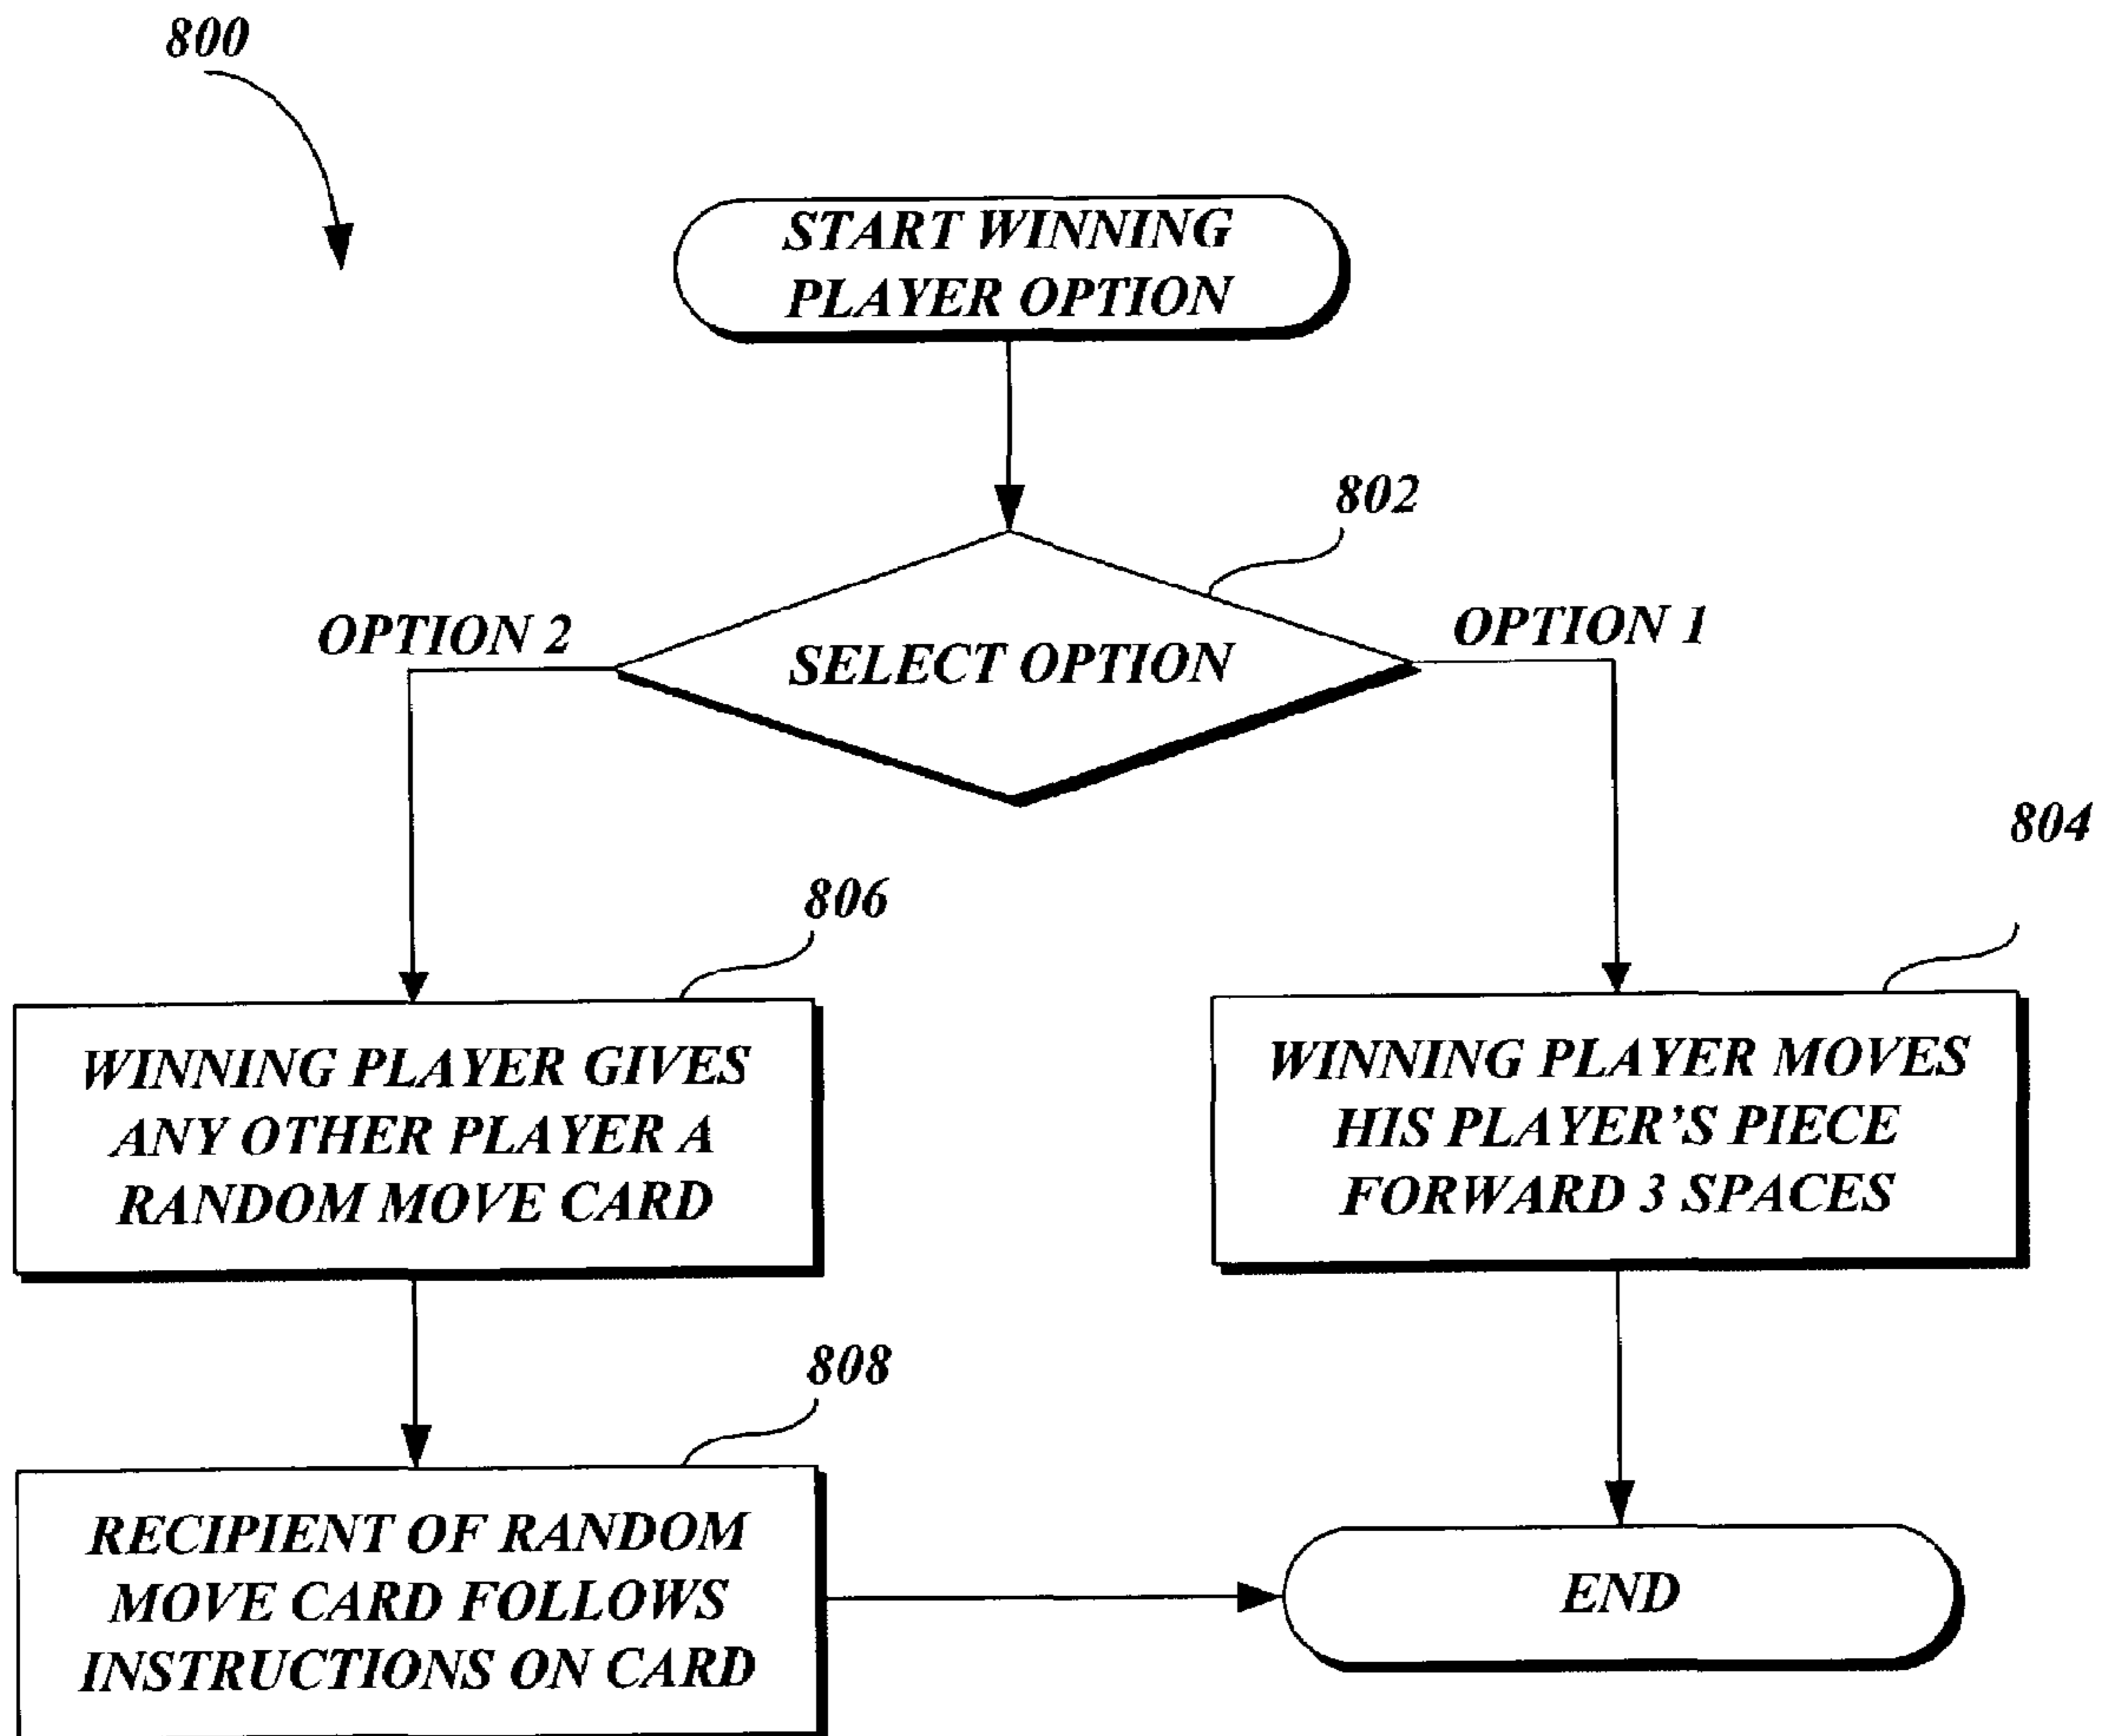 800
START WINNING
PLAYER OPTION
802
OPTION 2
SELECT OPTION
OPTION 1
804
806
WINNING PLAYER GIVES
ANY OTHER PLAYER A
RANDOM MOVE CARD
WINNING PLAYER MOVES
HIS PLAYER'S PIECE
FORWARD 3 SPACES
808
RECIPIENT OF RANDOM
MOVE CARD FOLLOWS
INSTRUCTIONS ON CARD
END